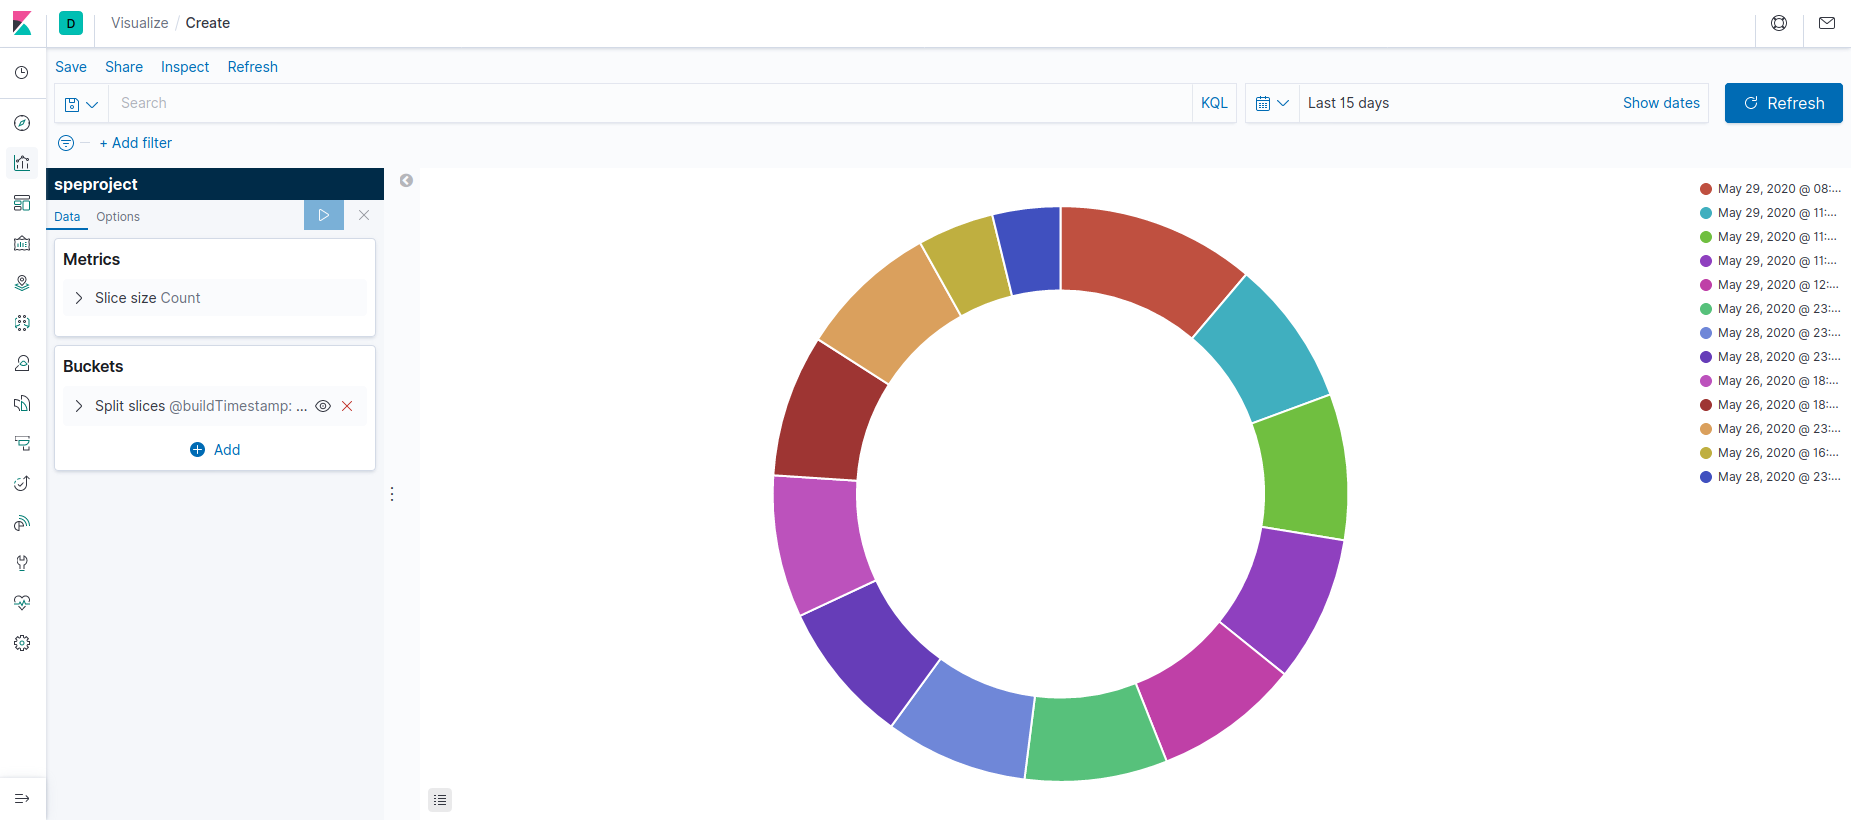 D Visualize / Create
Save Share Inspect Refresh
Search KQL Last 15 days Show dates Refresh
+ Add filter
speproject
Data Options
Metrics
Slice size Count
Buckets
Split slices @buildTimestamp: ...
Add
May 29, 2020 @ 08:...
May 29, 2020 @ 11:...
May 29, 2020 @ 11:...
May 29, 2020 @ 11:...
May 29, 2020 @ 12:...
May 26, 2020 @ 23:...
May 28, 2020 @ 23:...
May 28, 2020 @ 23:...
May 26, 2020 @ 18:...
May 26, 2020 @ 18:...
May 26, 2020 @ 23:...
May 26, 2020 @ 16:...
May 28, 2020 @ 23:...